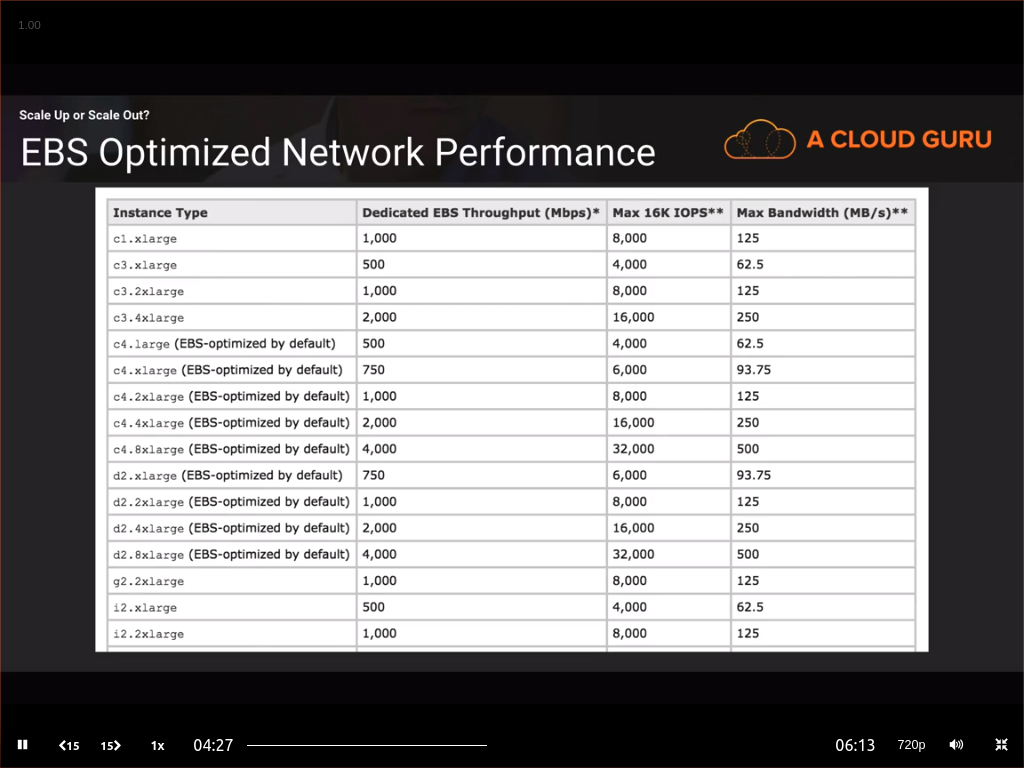 1.00
Scale Up or Scale Out?
EBS Optimized Network Performance
A CLOUD GURU
Instance Type Dedicated EBS Throughput (Mbps)* Max 16K IOPS** Max Bandwidth (MB/s)**
c1.xlarge 1,000 8,000 125
c3.xlarge 500 4,000 62.5
c3.2xlarge 1,000 8,000 125
c3.4xlarge 2,000 16,000 250
c4.large (EBS-optimized by default) 500 4,000 62.5
c4.xlarge (EBS-optimized by default) 750 6,000 93.75
c4.2xlarge (EBS-optimized by default) 1,000 8,000 125
c4.4xlarge (EBS-optimized by default) 2,000 16,000 250
c4.8xlarge (EBS-optimized by default) 4,000 32,000 500
d2.xlarge (EBS-optimized by default) 750 6,000 93.75
d2.2xlarge (EBS-optimized by default) 1,000 8,000 125
d2.4xlarge (EBS-optimized by default) 2,000 16,000 250
d2.8xlarge (EBS-optimized by default) 4,000 32,000 500
g2.2xlarge 1,000 8,000 125
i2.xlarge 500 4,000 62.5
i2.2xlarge 1,000 8,000 125
15 15 1x 04:27 06:13 720p